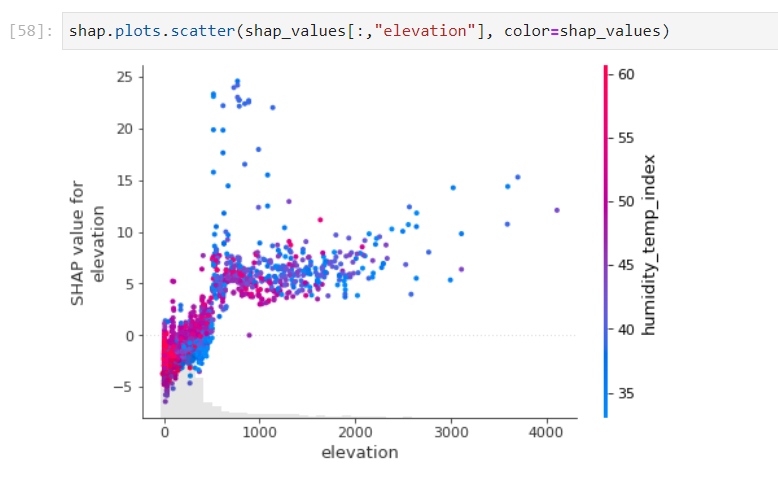 [58]: shap.plots.scatter(shap_values[:,"elevation"], color=shap_values)
25
20
15
10
5
0
−5
SHAP value for
elevation
0 1000 2000 3000 4000
elevation
60
55
50
45
40
35
humidity_temp_index